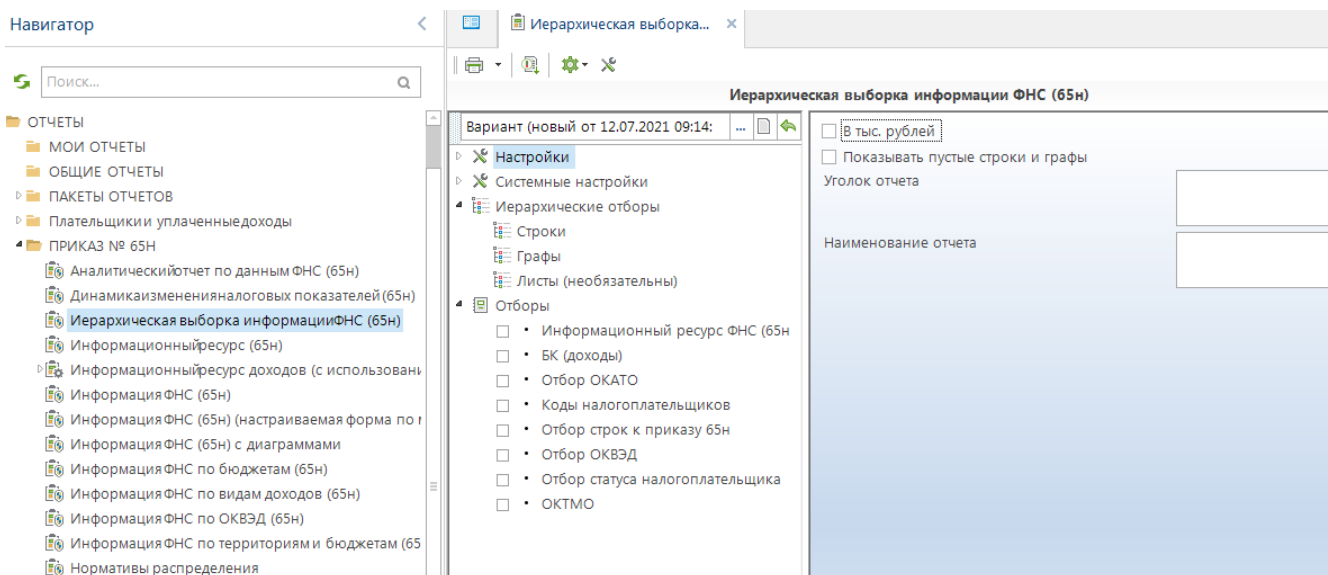 Навигатор
Поиск...
ОТЧЕТЫ
МОИ ОТЧЕТЫ
ОБЩИЕ ОТЧЕТЫ
ПАКЕТЫ ОТЧЕТОВ
Плательщики и уплаченные доходы
ПРИКАЗ № 65Н
Аналитический отчет по данным ФНС (65н)
Динамика изменения налоговых показателей (65н)
Иерархическая выборка информации ФНС (65н)
Информационный ресурс (65н)
Информационный ресурс доходов (с использовани
Информация ФНС (65н)
Информация ФНС (65н) (настраиваемая форма по г
Информация ФНС (65н) с диаграммами
Информация ФНС по бюджетам (65н)
Информация ФНС по видам доходов (65н)
Информация ФНС по ОКВЭД (65н)
Информация ФНС по территориям и бюджетам (65
Нормативы распределения
Иерархическая выборка...
Иерархическая выборка информации ФНС (65н)
Вариант (новый от 12.07.2021 09:14:
...
Настройки
Системные настройки
Иерархические отборы
Строки
Графы
Листы (необязательны)
Отборы
Информационный ресурс ФНС (65н
БК (доходы)
Отбор ОКАТО
Коды налогоплательщиков
Отбор строк к приказу 65н
Отбор ОКВЭД
Отбор статуса налогоплательщика
ОКТМО
В тыс. рублей
Показывать пустые строки и графы
Уголок отчета
Наименование отчета